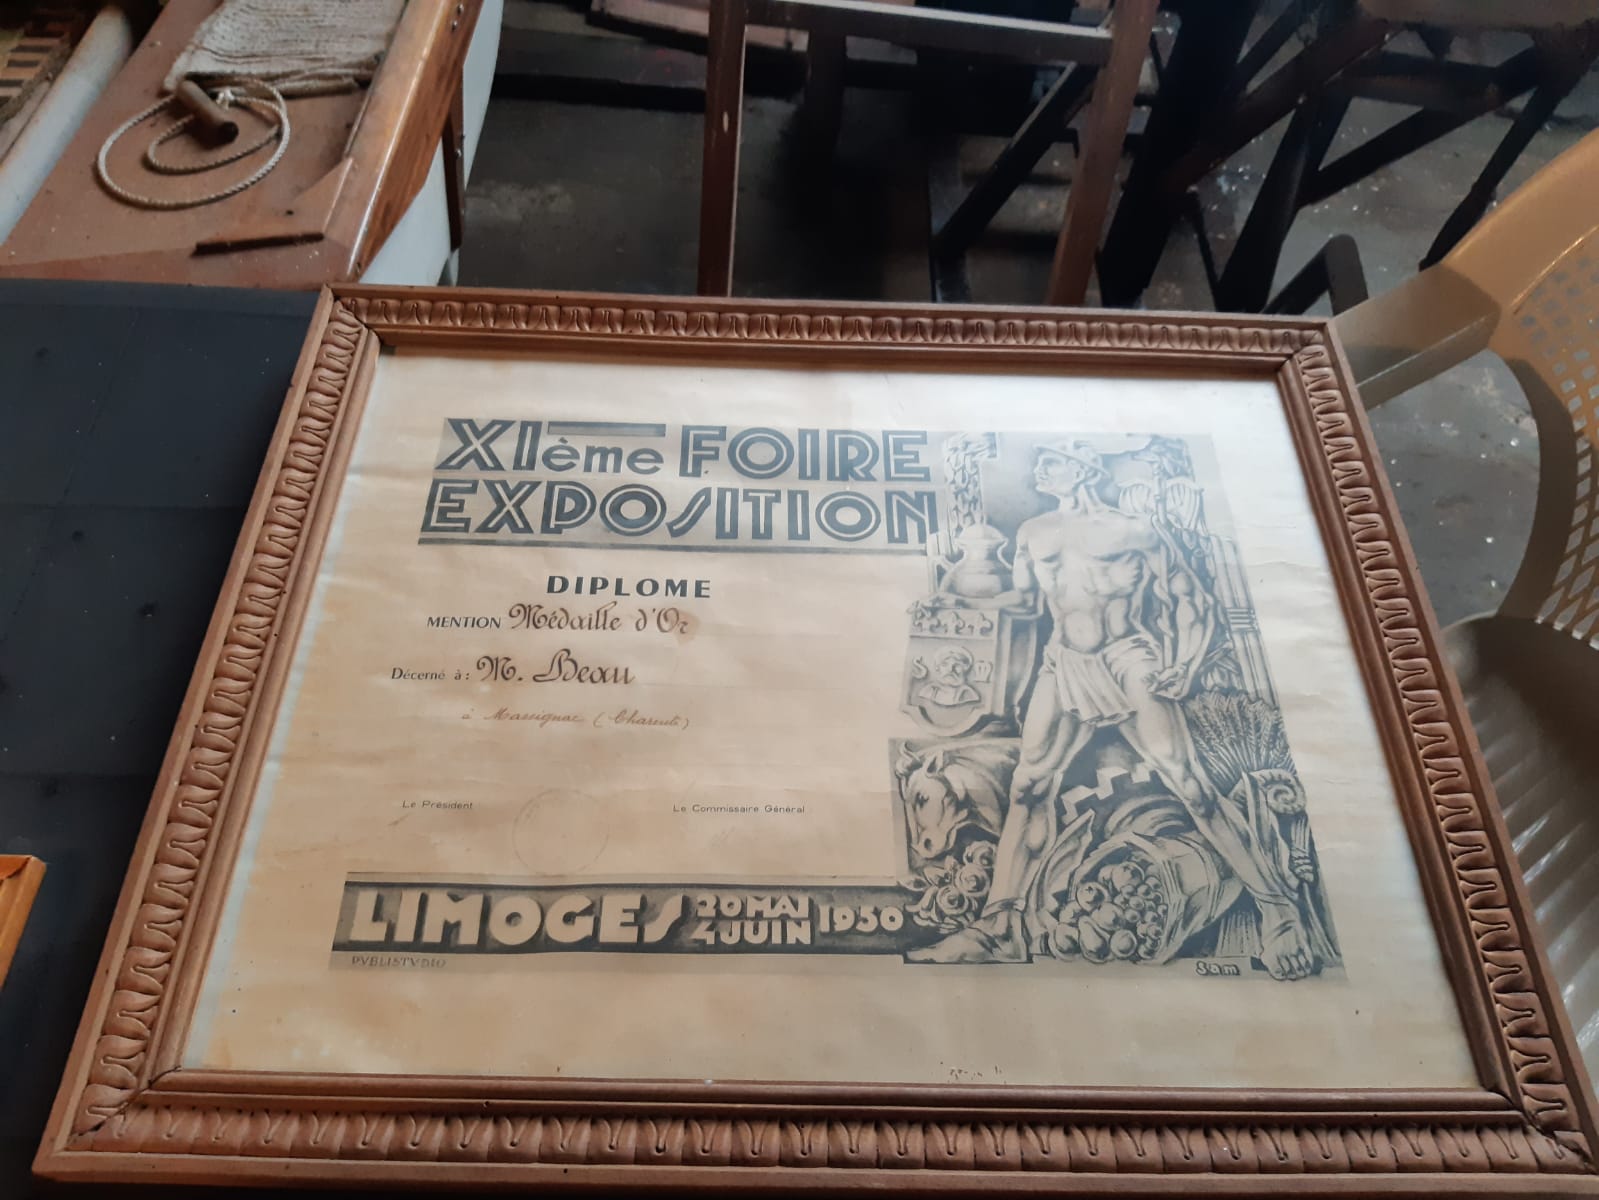 XIème FOIRE
EXPOSITION
DIPLOME
MENTION Médaille d'Or
Décerné à : M. Beau
à Massignac (Charente)
Le Président
Le Commissaire Général
LIMOGES 20 MAI 4 JUIN 1950
PVBLISTVDIO
Sam